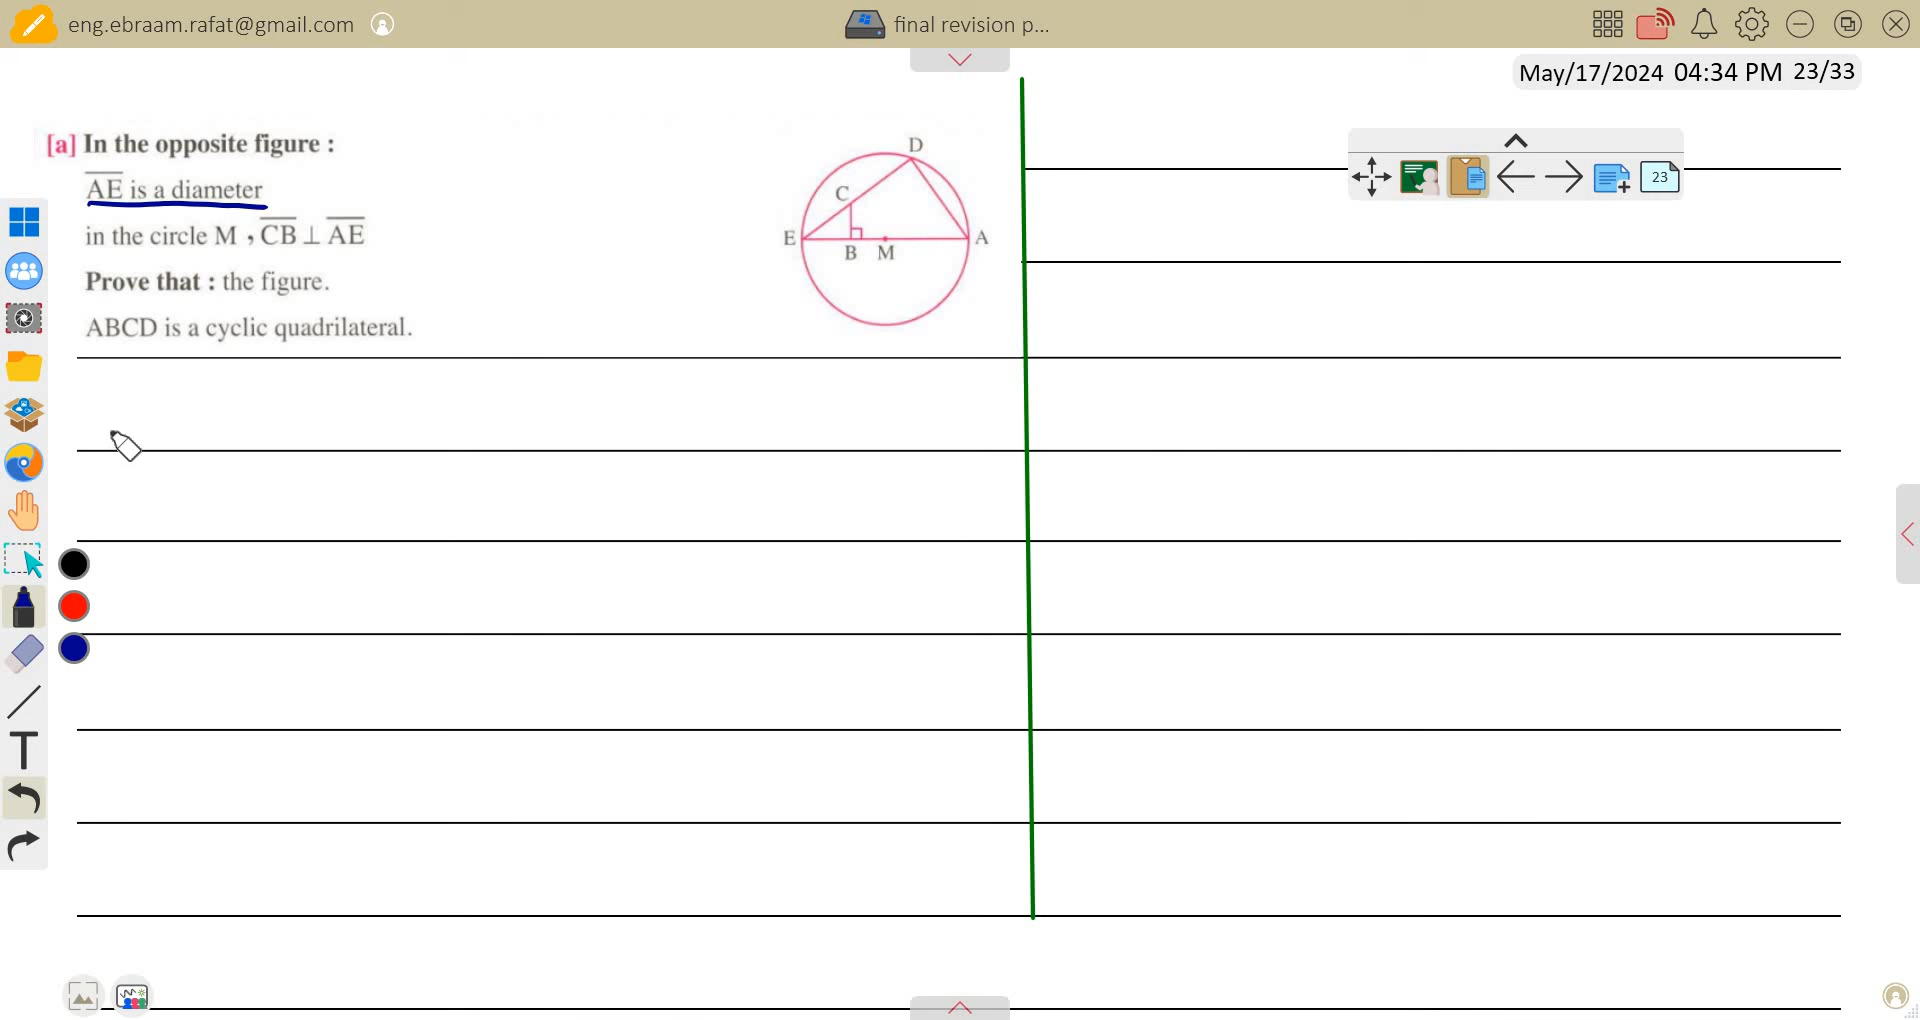 eng.ebraam.rafat@gmail.com
final revision p...
May/17/2024 04:34 PM 23/33
[a] In the opposite figure :
AE is a diameter
in the circle M , CB ⊥ AE
Prove that : the figure.
ABCD is a cyclic quadrilateral.
D
C
E
A
B M
23
T